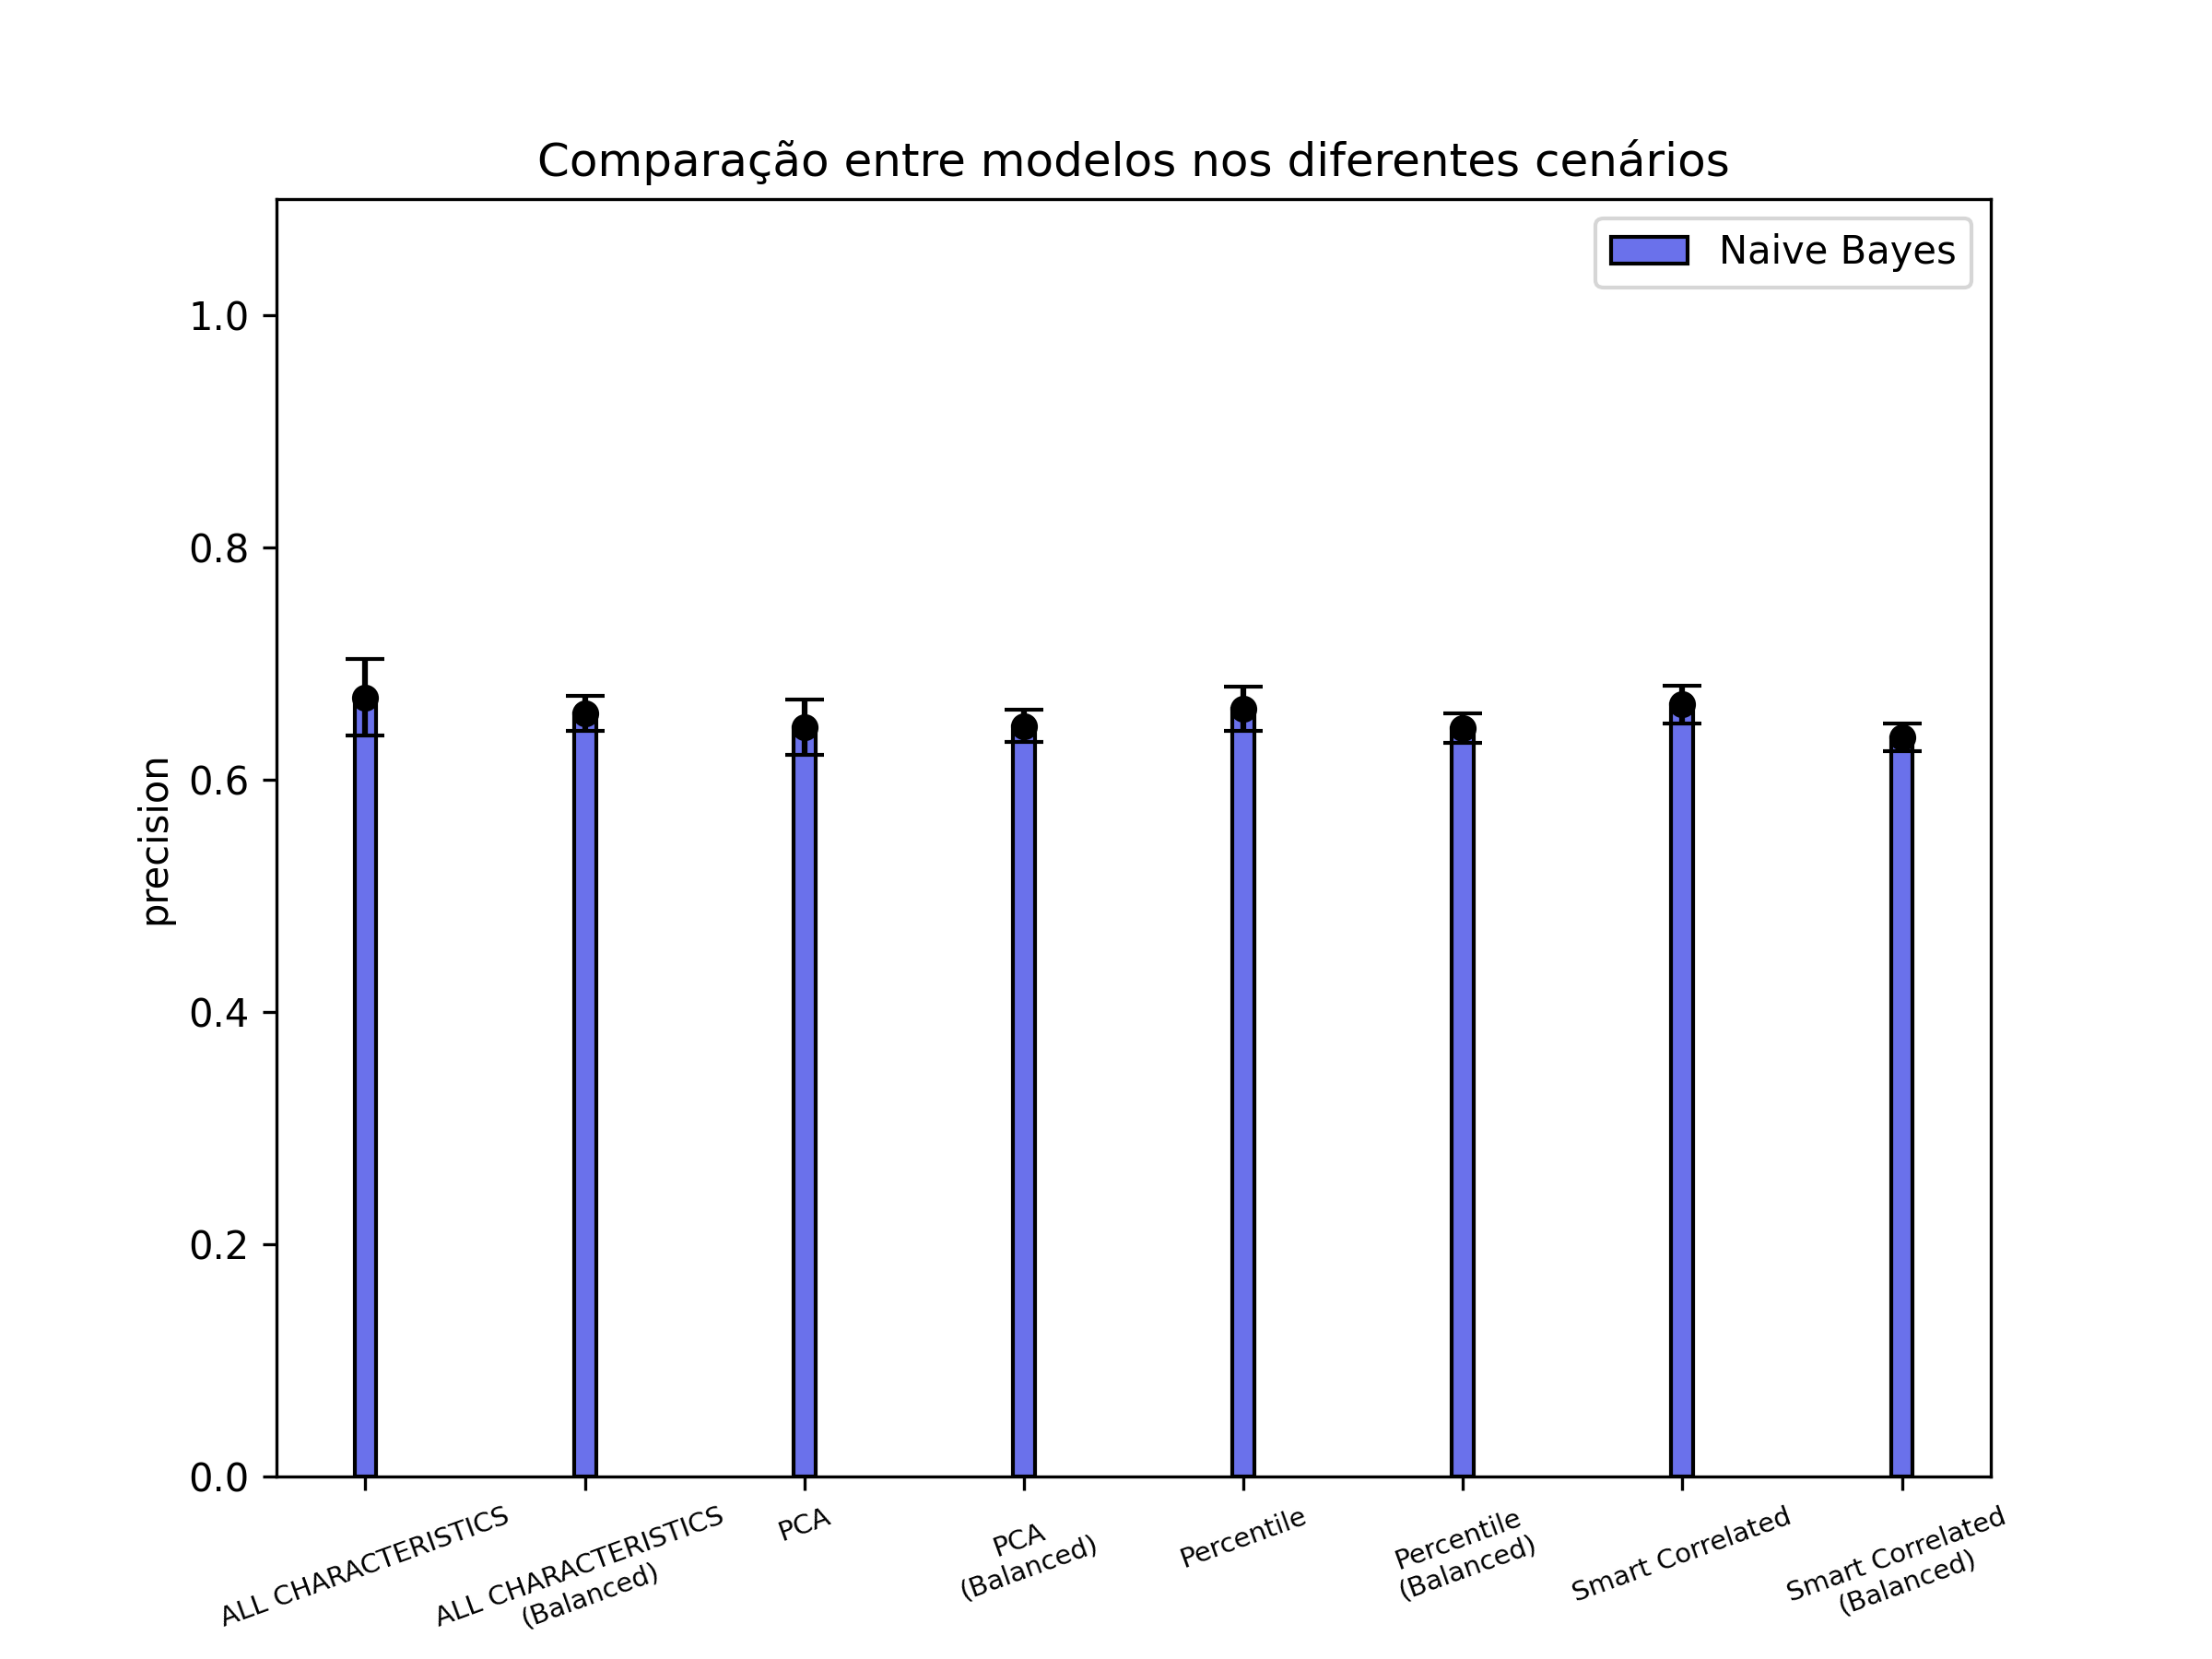 Comparação entre modelos nos diferentes cenários
Naive Bayes
precision
1.0
0.8
0.6
0.4
0.2
0.0
ALL CHARACTERISTICS
ALL CHARACTERISTICS
(Balanced)
PCA
PCA
(Balanced)
Percentile
Percentile
(Balanced)
Smart Correlated
Smart Correlated
(Balanced)